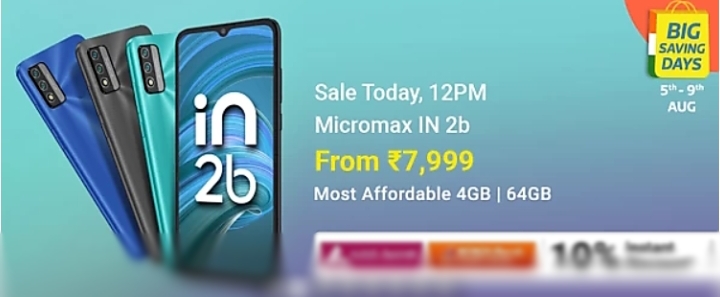 in
2b
Sale Today, 12PM
Micromax IN 2b
From ₹7,999
Most Affordable 4GB | 64GB
BIG
SAVING
DAYS
5th - 9th
AUG
10%